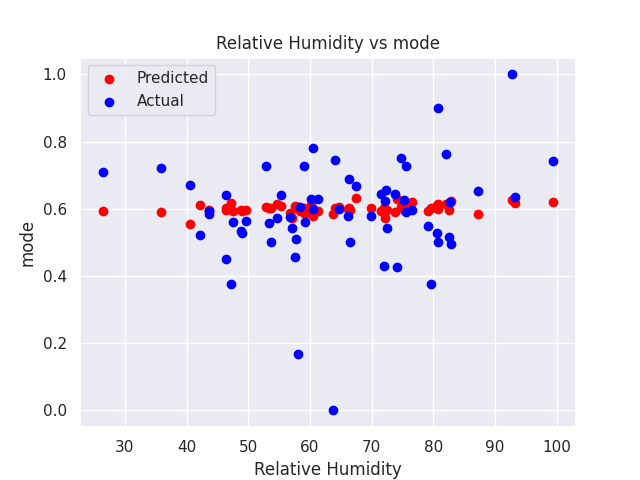 Relative Humidity vs mode
Predicted
Actual
1.0
0.8
0.6
0.4
0.2
0.0
mode
30 40 50 60 70 80 90 100
Relative Humidity